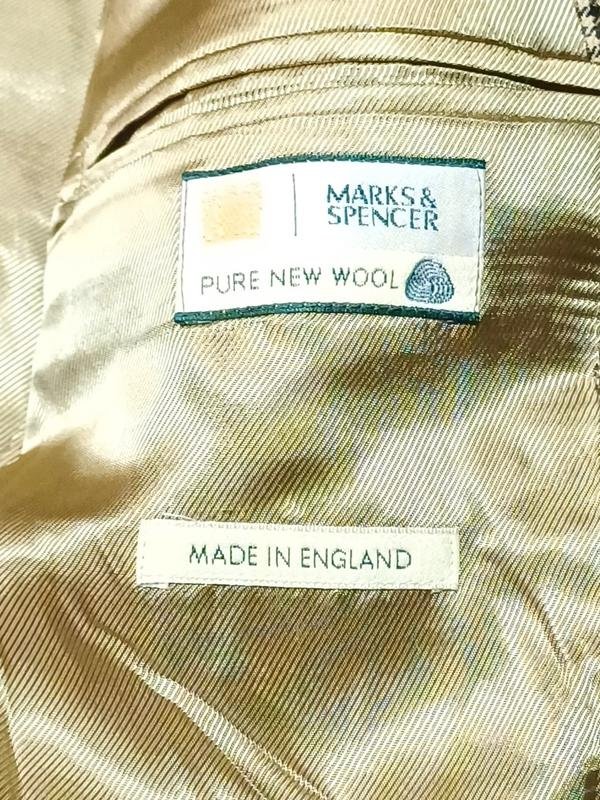 MARKS &
SPENCER
PURE NEW WOOL
MADE IN ENGLAND